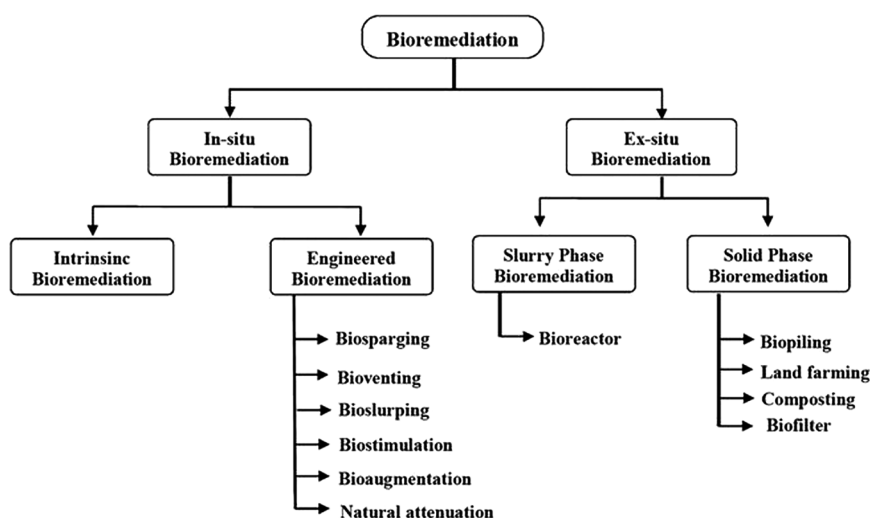 Bioremediation
In-situ
Bioremediation
Ex-situ
Bioremediation
Intrinsinc
Bioremediation
Engineered
Bioremediation
Slurry Phase
Bioremediation
Solid Phase
Bioremediation
Biosparging
Bioventing
Bioslurping
Biostimulation
Bioaugmentation
Natural attenuation
Bioreactor
Biopiling
Land farming
Composting
Biofilter